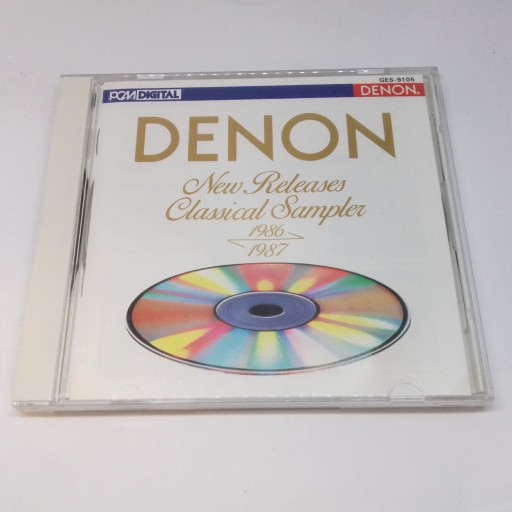 GES-9105
PCM DIGITAL
DENON.
DENON
New Releases
Classical Sampler
1986
1987